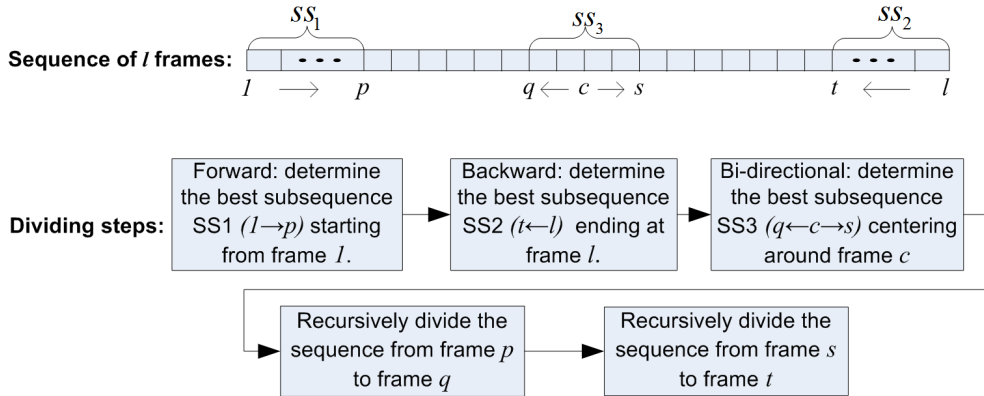 ss₁ ss₃ ss₂
Sequence of l frames:
1 → p q ← c → s t ← l
Dividing steps:
Forward: determine
the best subsequence
SS1 (1→p) starting
from frame 1.
Backward: determine
the best subsequence
SS2 (t←l) ending at
frame l.
Bi-directional: determine
the best subsequence
SS3 (q←c→s) centering
around frame c
Recursively divide the
sequence from frame p
to frame q
Recursively divide the
sequence from frame s
to frame t